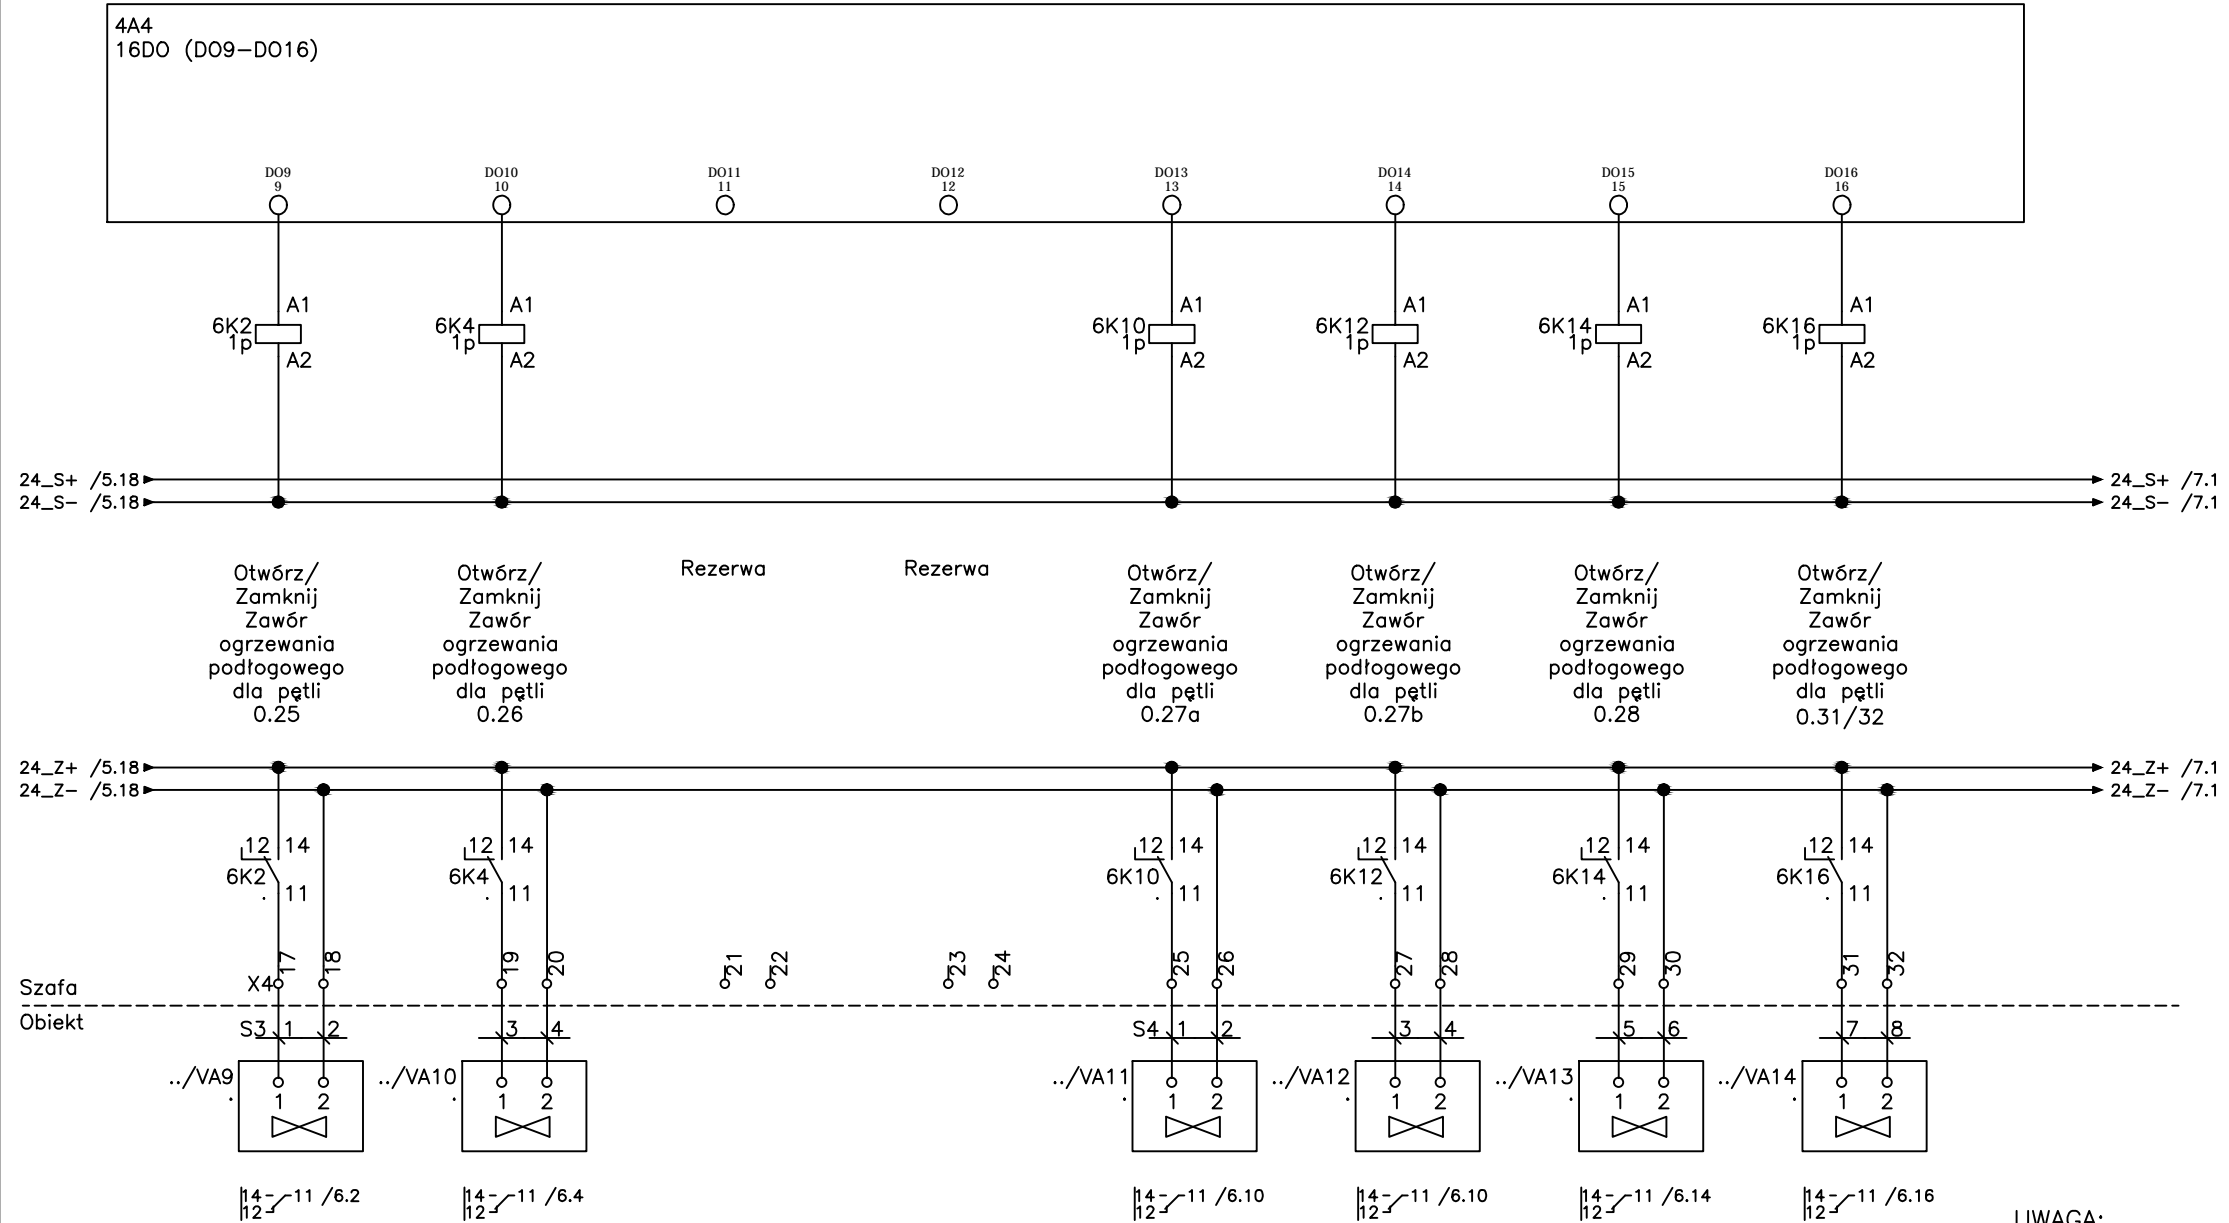 4A4
16DO (DO9-DO16)
DO9 DO10 DO11 DO12 DO13 DO14 DO15 DO16
9 10 11 12 13 14 15 16
A1 A1 A1 A1 A1 A1
6K2 6K4 6K10 6K12 6K14 6K16
1p 1p 1p 1p 1p 1p
A2 A2 A2 A2 A2 A2
24_S+ /5.18 24_S+ /7.1
24_S- /5.18 24_S- /7.1
Otwórz/ Otwórz/ Rezerwa Rezerwa Otwórz/ Otwórz/ Otwórz/ Otwórz/
Zamknij Zamknij Zamknij Zamknij Zamknij Zamknij
Zawór Zawór Zawór Zawór Zawór Zawór
ogrzewania ogrzewania ogrzewania ogrzewania ogrzewania ogrzewania
podłogowego podłogowego podłogowego podłogowego podłogowego podłogowego
dla pętli dla pętli dla pętli dla pętli dla pętli dla pętli
0.25 0.26 0.27a 0.27b 0.28 0.31/32
24_Z+ /5.18 24_Z+ /7.1
24_Z- /5.18 24_Z- /7.1
12 14 12 14 12 14 12 14 12 14 12 14
6K2 6K4 6K10 6K12 6K14 6K16
11 11 11 11 11 11
17 18 19 20 21 22 23 24 25 26 27 28 29 30 31 32
Szafa X4
Obiekt
S3 1 2 3 4 S4 1 2 3 4 5 6 7 8
../VA9 ../VA10 ../VA11 ../VA12 ../VA13 ../VA14
1 2 1 2 1 2 1 2 1 2 1 2
14 11 /6.2 14 11 /6.4 14 11 /6.10 14 11 /6.10 14 11 /6.14 14 11 /6.16
12 12 12 12 12 12
UWAGA: